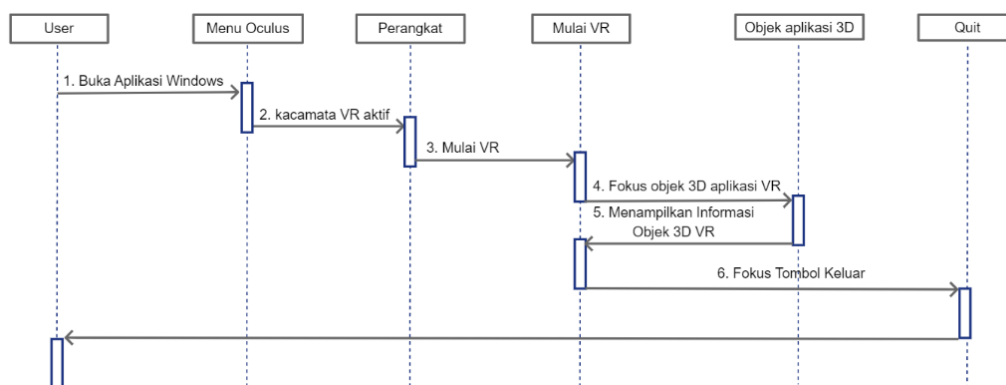 User
Menu Oculus
Perangkat
Mulai VR
Objek aplikasi 3D
Quit
1. Buka Aplikasi Windows
2. kacamata VR aktif
3. Mulai VR
4. Fokus objek 3D aplikasi VR
5. Menampilkan Informasi
Objek 3D VR
6. Fokus Tombol Keluar